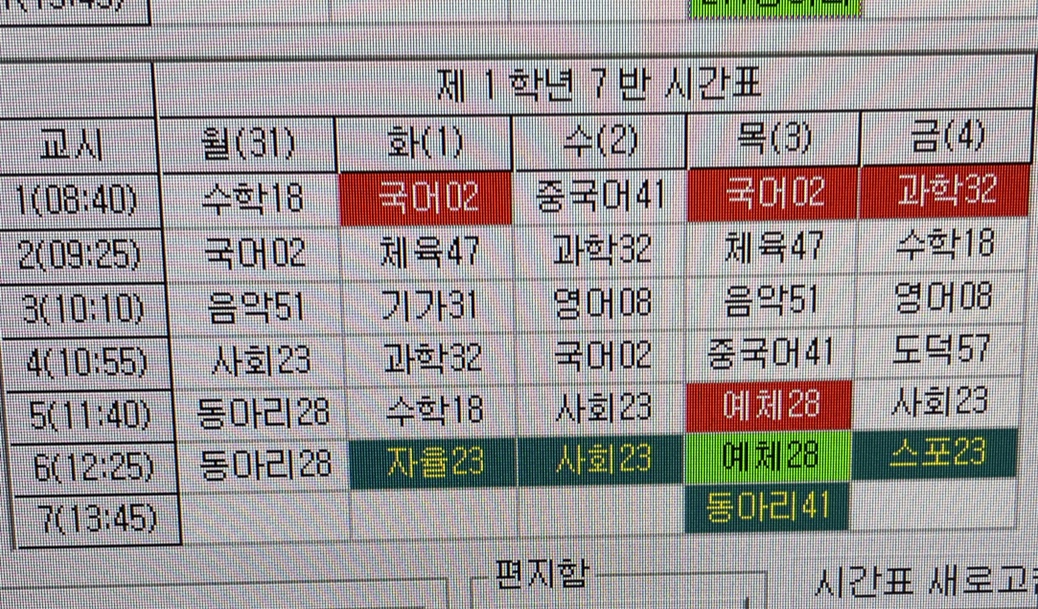 제 1 학년 7 반 시간표
교시 월(31) 화(1) 수(2) 목(3) 금(4)
1(08:40) 수학18 국어02 중국어41 국어02 과학32
2(09:25) 국어02 체육47 과학32 체육47 수학18
3(10:10) 음악51 기가31 영어08 음악51 영어08
4(10:55) 사회23 과학32 국어02 중국어41 도덕57
5(11:40) 동아리28 수학18 사회23 예체28 사회23
6(12:25) 동아리28 자율23 사회23 예체28 스포23
7(13:45) 동아리41
편지함
시간표 새로고